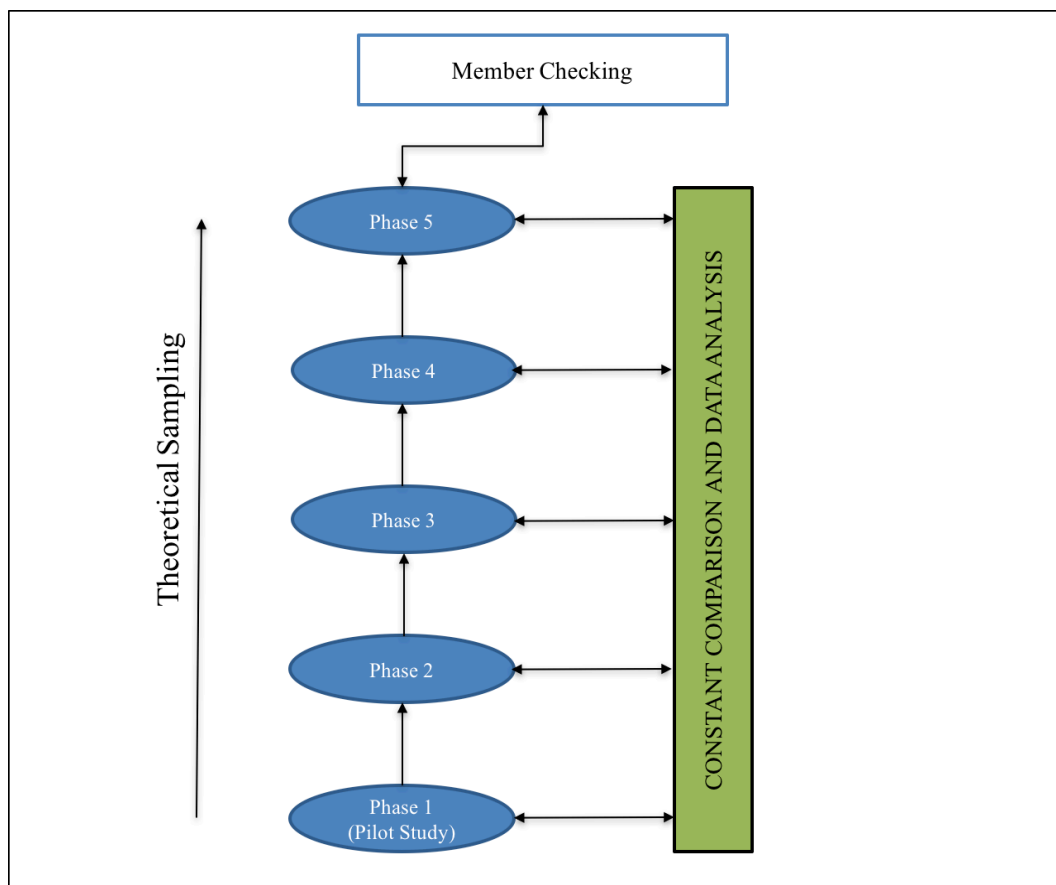 Member Checking
Phase 5
Phase 4
Phase 3
Phase 2
Phase 1
(Pilot Study)
Theoretical Sampling
CONSTANT COMPARISON AND DATA ANALYSIS